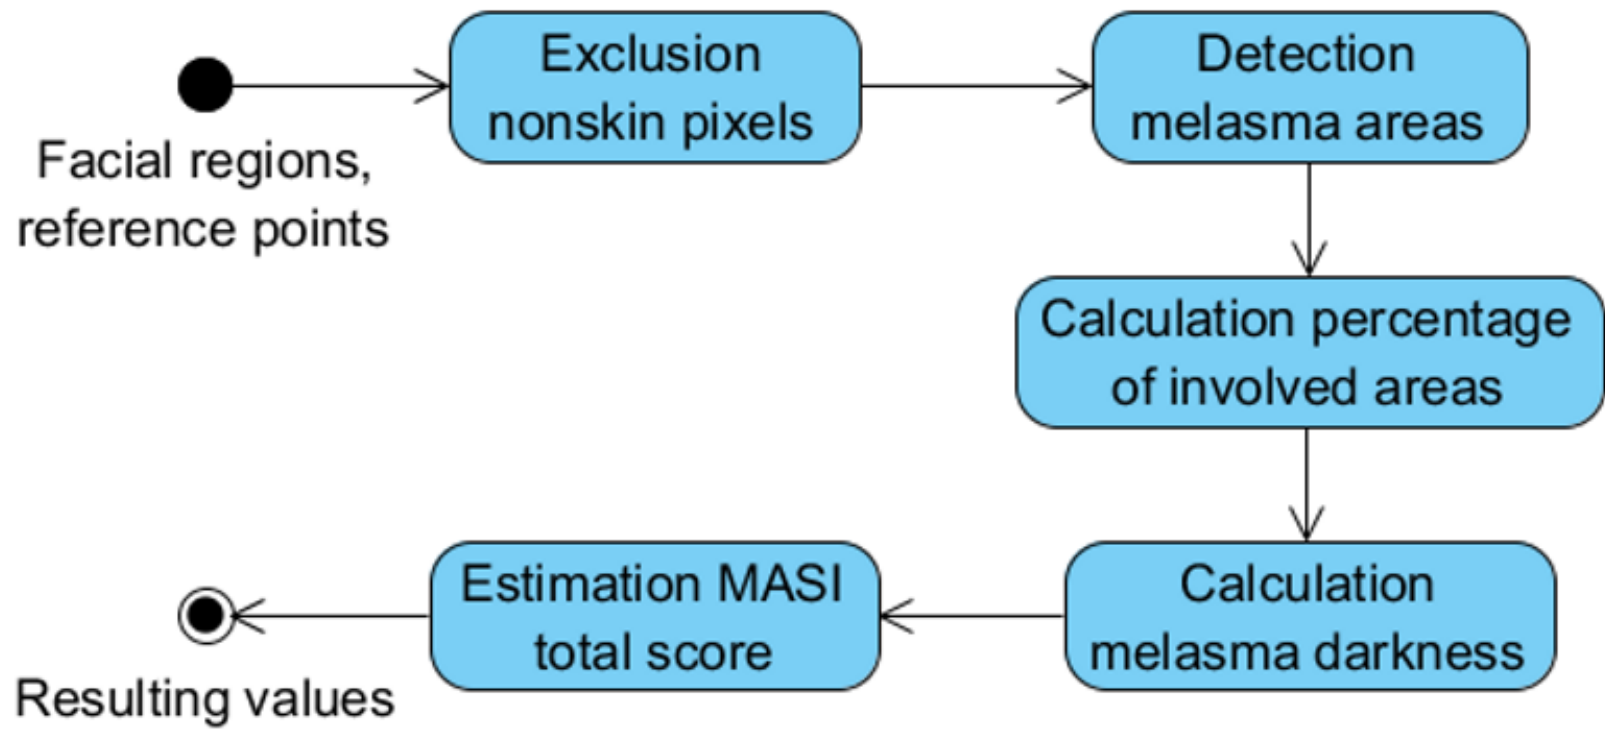 Exclusion
nonskin pixels
Detection
melasma areas
Facial regions,
reference points
Calculation percentage
of involved areas
Calculation
melasma darkness
Estimation MASI
total score
Resulting values